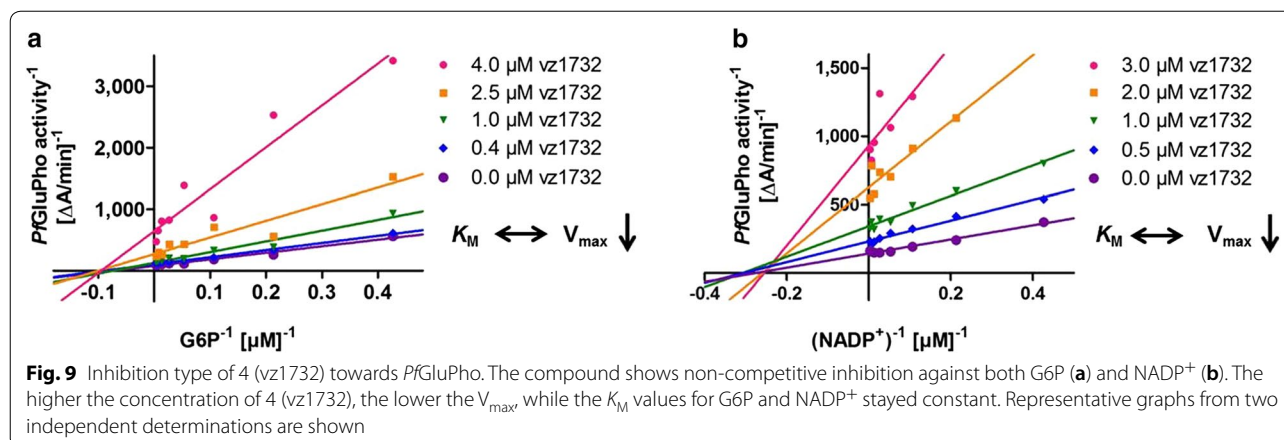 a
PfGluPho activity-1
[ΔA/min]-1
3,000
2,000
1,000
-0.1
0.1
0.2
0.3
0.4
G6P-1 [µM]-1
4.0 µM vz1732
2.5 µM vz1732
1.0 µM vz1732
0.4 µM vz1732
0.0 µM vz1732
KM ↔ Vmax ↓
b
PfGluPho activity-1
[ΔA/min]-1
1,500
1,000
500
-0.4
-0.2
0.0
0.2
0.4
(NADP+)-1 [µM]-1
3.0 µM vz1732
2.0 µM vz1732
1.0 µM vz1732
0.5 µM vz1732
0.0 µM vz1732
KM ↔ Vmax ↓
Fig. 9 Inhibition type of 4 (vz1732) towards PfGluPho. The compound shows non-competitive inhibition against both G6P (a) and NADP+ (b). The
higher the concentration of 4 (vz1732), the lower the Vmax, while the KM values for G6P and NADP+ stayed constant. Representative graphs from two
independent determinations are shown